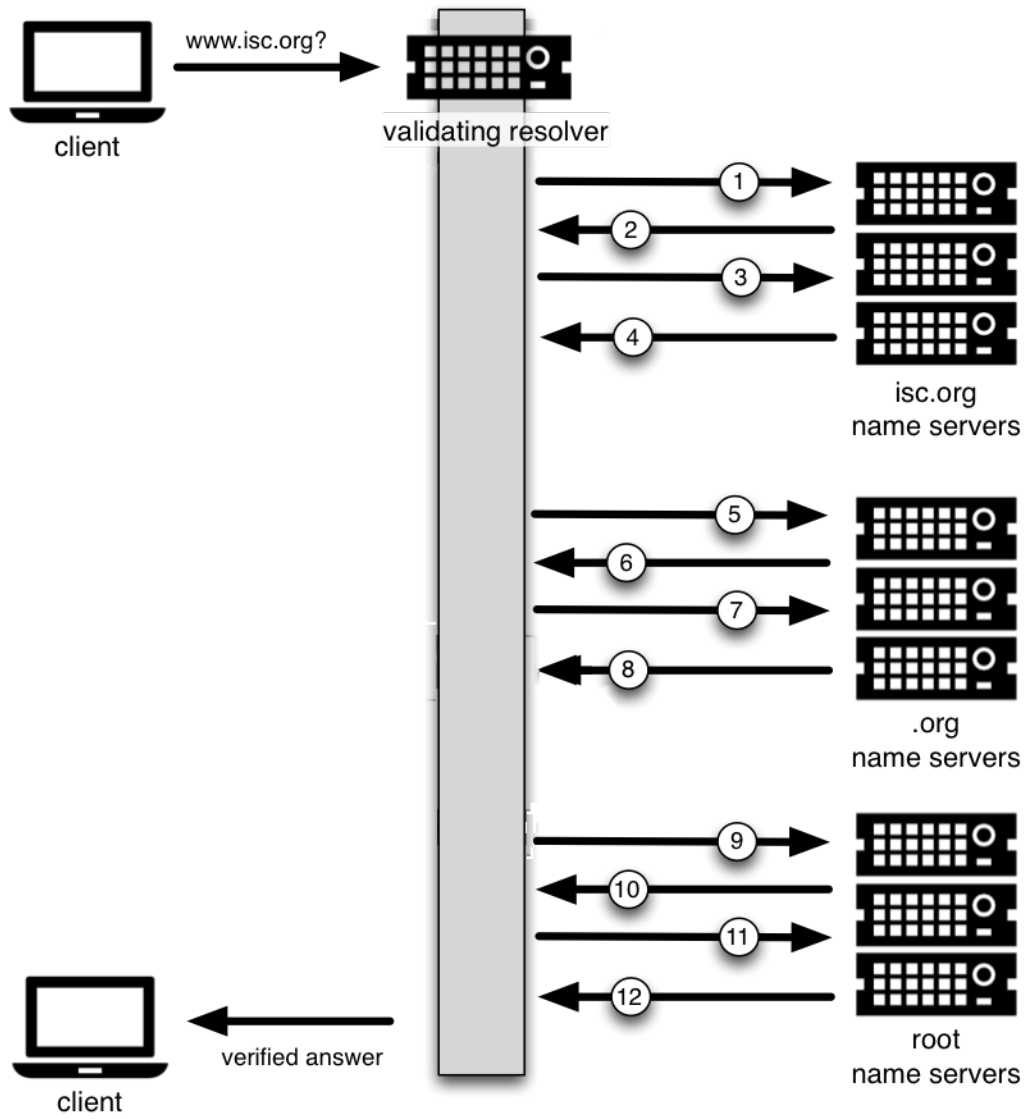 www.isc.org?
client
validating resolver
1
2
3
4
isc.org
name servers
5
6
7
8
.org
name servers
9
10
11
12
root
name servers
verified answer
client